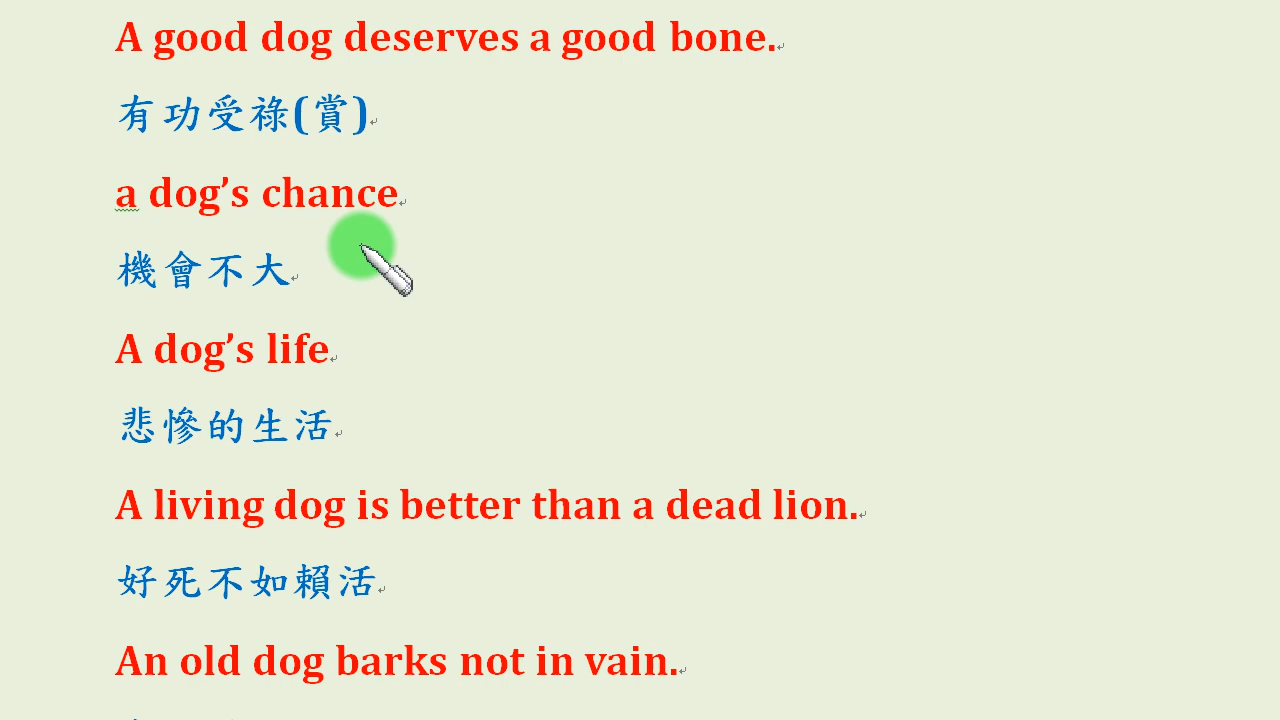 A good dog deserves a good bone.
有功受祿(賞)
a dog’s chance
機會不大
A dog’s life
悲慘的生活
A living dog is better than a dead lion.
好死不如賴活
An old dog barks not in vain.